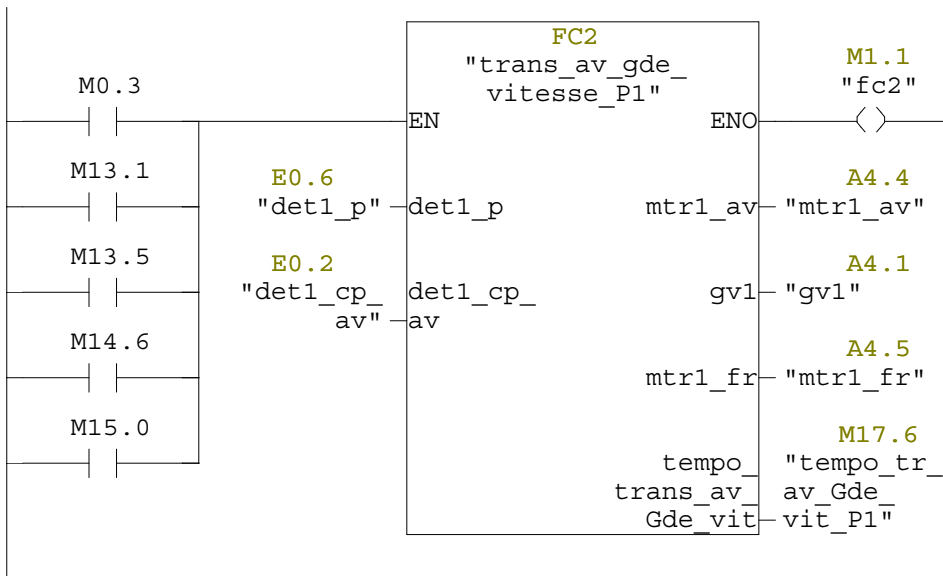 FC2
"trans_av_gde_
vitesse_P1"
M1.1
"fc2"
M0.3
EN
ENO
M13.1
E0.6
"det1_p"
det1_p
mtr1_av
A4.4
"mtr1_av"
M13.5
E0.2
"det1_cp_
av"
det1_cp_
av
gv1
A4.1
"gv1"
M14.6
mtr1_fr
A4.5
"mtr1_fr"
M15.0
tempo_
trans_av_
Gde_vit
M17.6
"tempo_tr_
av_Gde_
vit_P1"